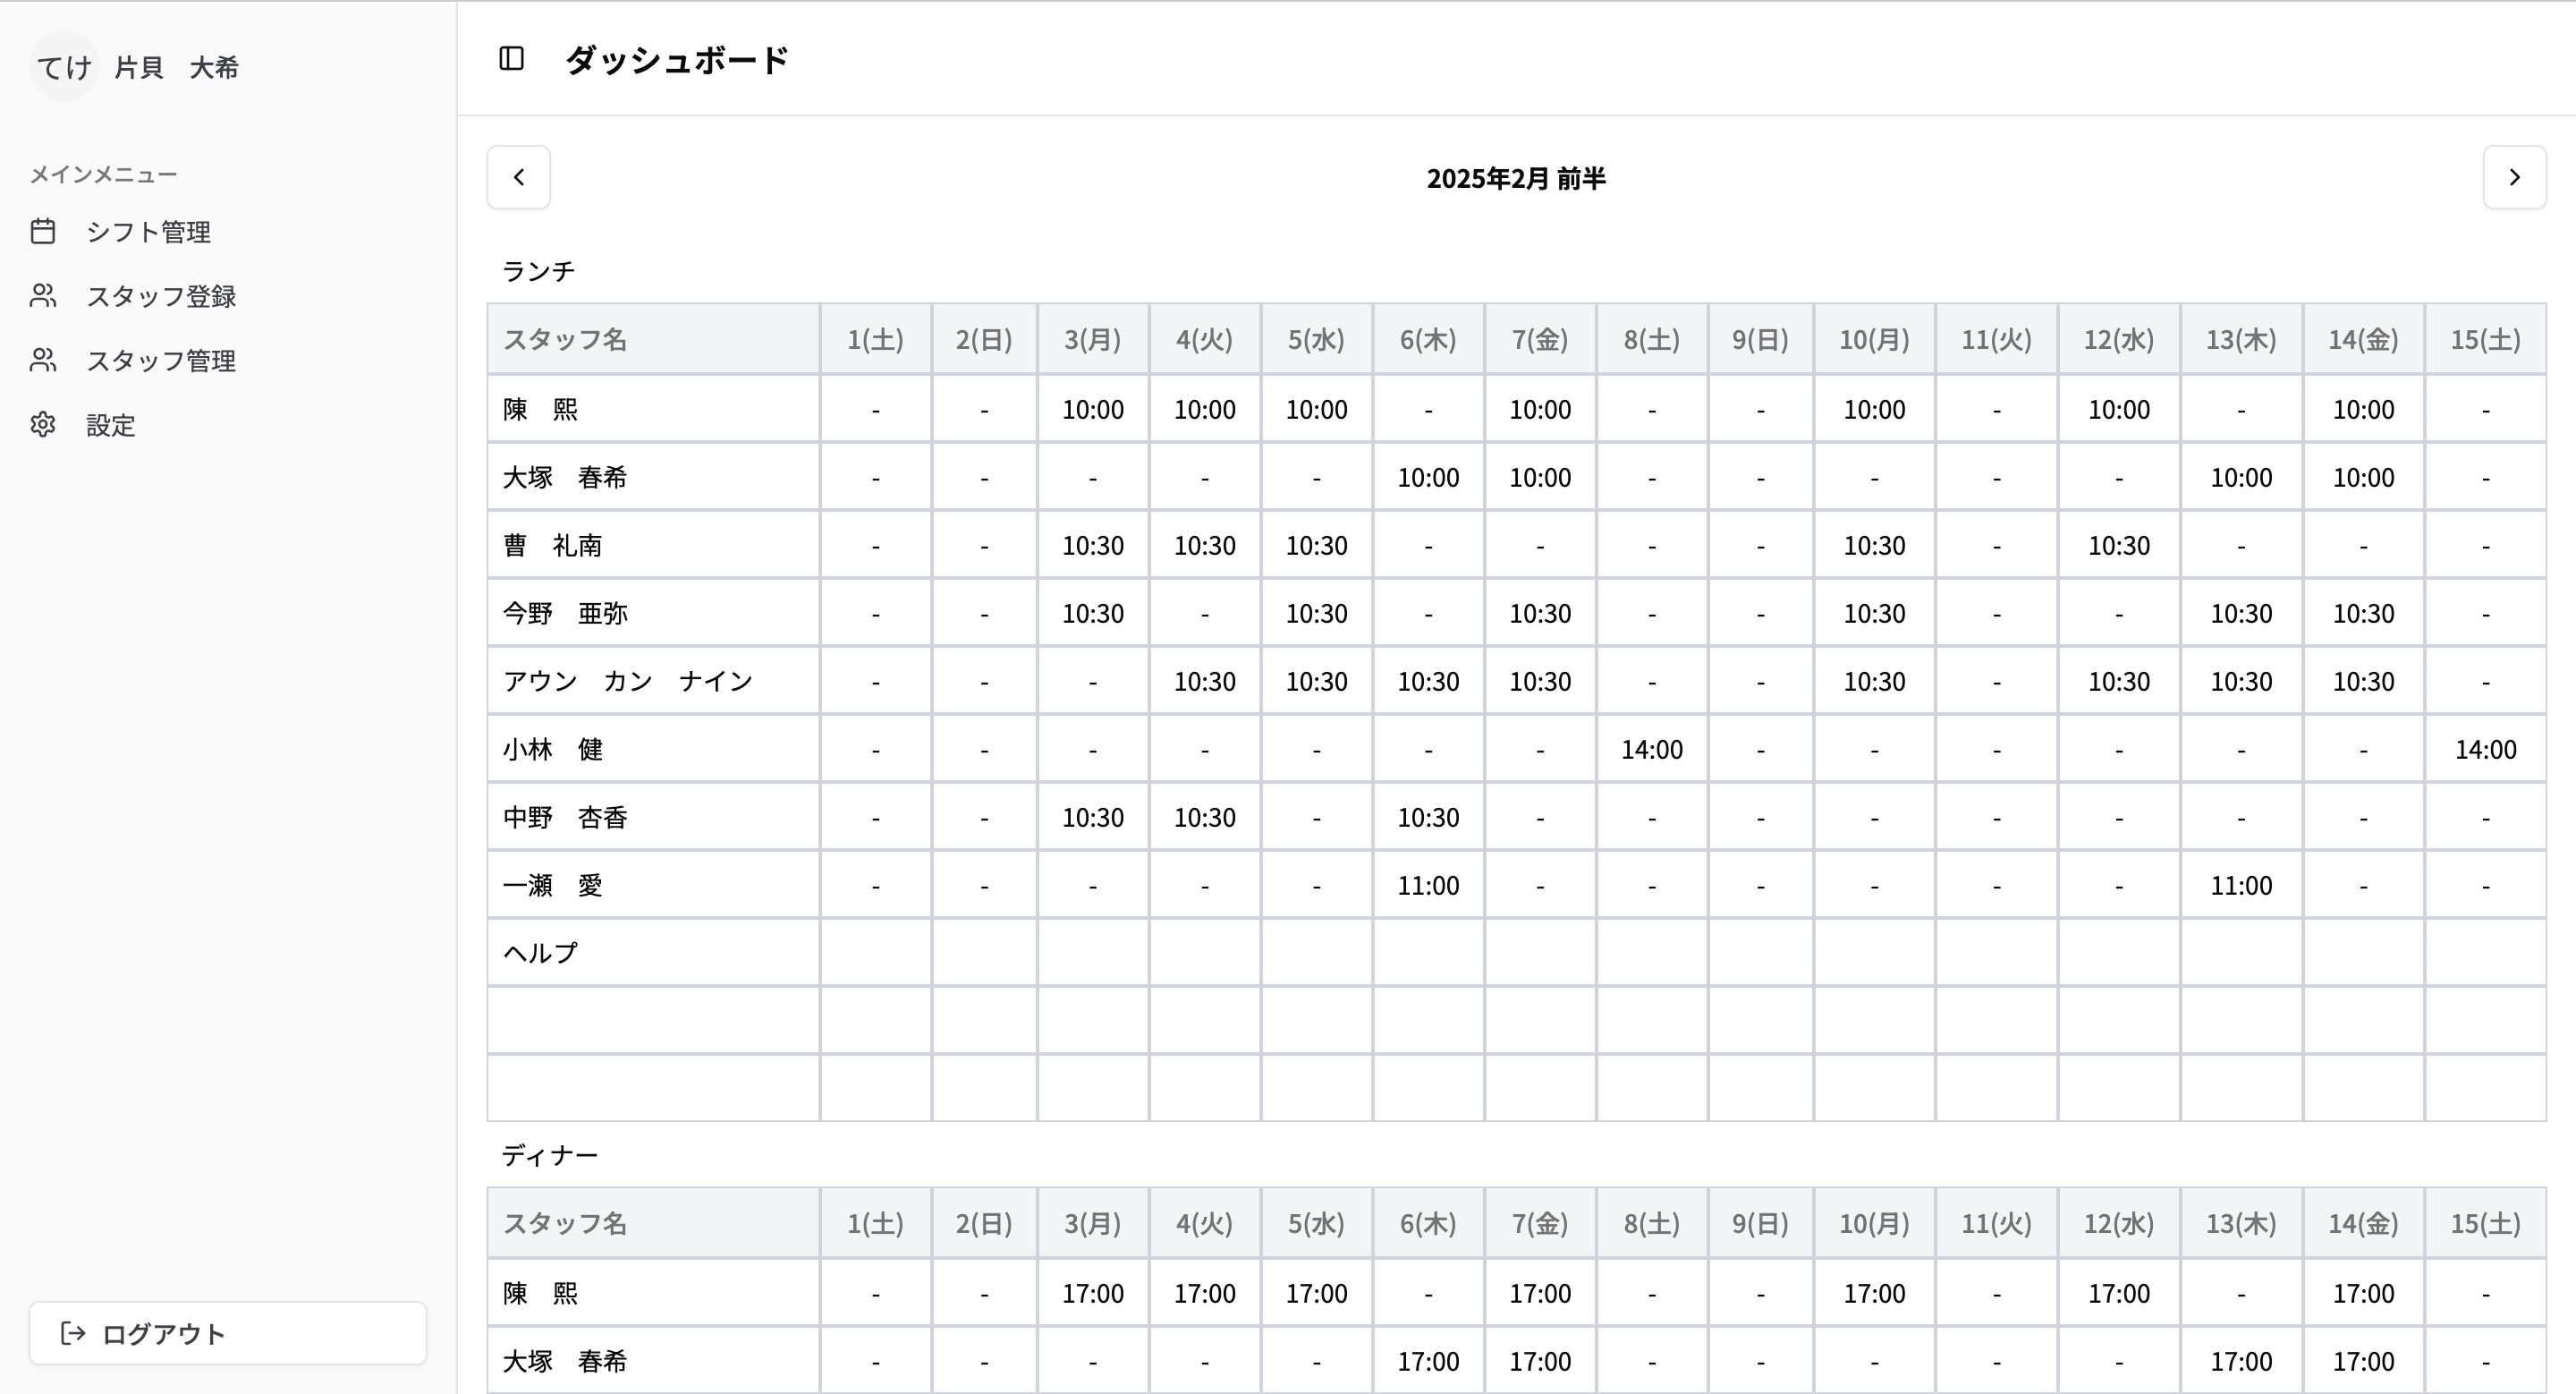 てけ 片貝　大希
メインメニュー
シフト管理
スタッフ登録
スタッフ管理
設定
ログアウト
ダッシュボード
2025年2月 前半
ランチ
スタッフ名 1(土) 2(日) 3(月) 4(火) 5(水) 6(木) 7(金) 8(土) 9(日) 10(月) 11(火) 12(水) 13(木) 14(金) 15(土)
陳　熙 - - 10:00 10:00 10:00 - 10:00 - - 10:00 - 10:00 - 10:00 -
大塚　春希 - - - - - 10:00 10:00 - - - - - 10:00 10:00 -
曹　礼南 - - 10:30 10:30 10:30 - - - - 10:30 - 10:30 - - -
今野　亜弥 - - 10:30 - 10:30 - 10:30 - - 10:30 - - 10:30 10:30 -
アウン　カン　ナイン - - - 10:30 10:30 10:30 10:30 - - 10:30 - 10:30 10:30 10:30 -
小林　健 - - - - - - - 14:00 - - - - - - 14:00
中野　杏香 - - 10:30 10:30 - 10:30 - - - - - - - - -
一瀬　愛 - - - - - 11:00 - - - - - - 11:00 - -
ヘルプ
ディナー
スタッフ名 1(土) 2(日) 3(月) 4(火) 5(水) 6(木) 7(金) 8(土) 9(日) 10(月) 11(火) 12(水) 13(木) 14(金) 15(土)
陳　熙 - - 17:00 17:00 17:00 - 17:00 - - 17:00 - 17:00 - 17:00 -
大塚　春希 - - - - - 17:00 17:00 - - - - - 17:00 17:00 -